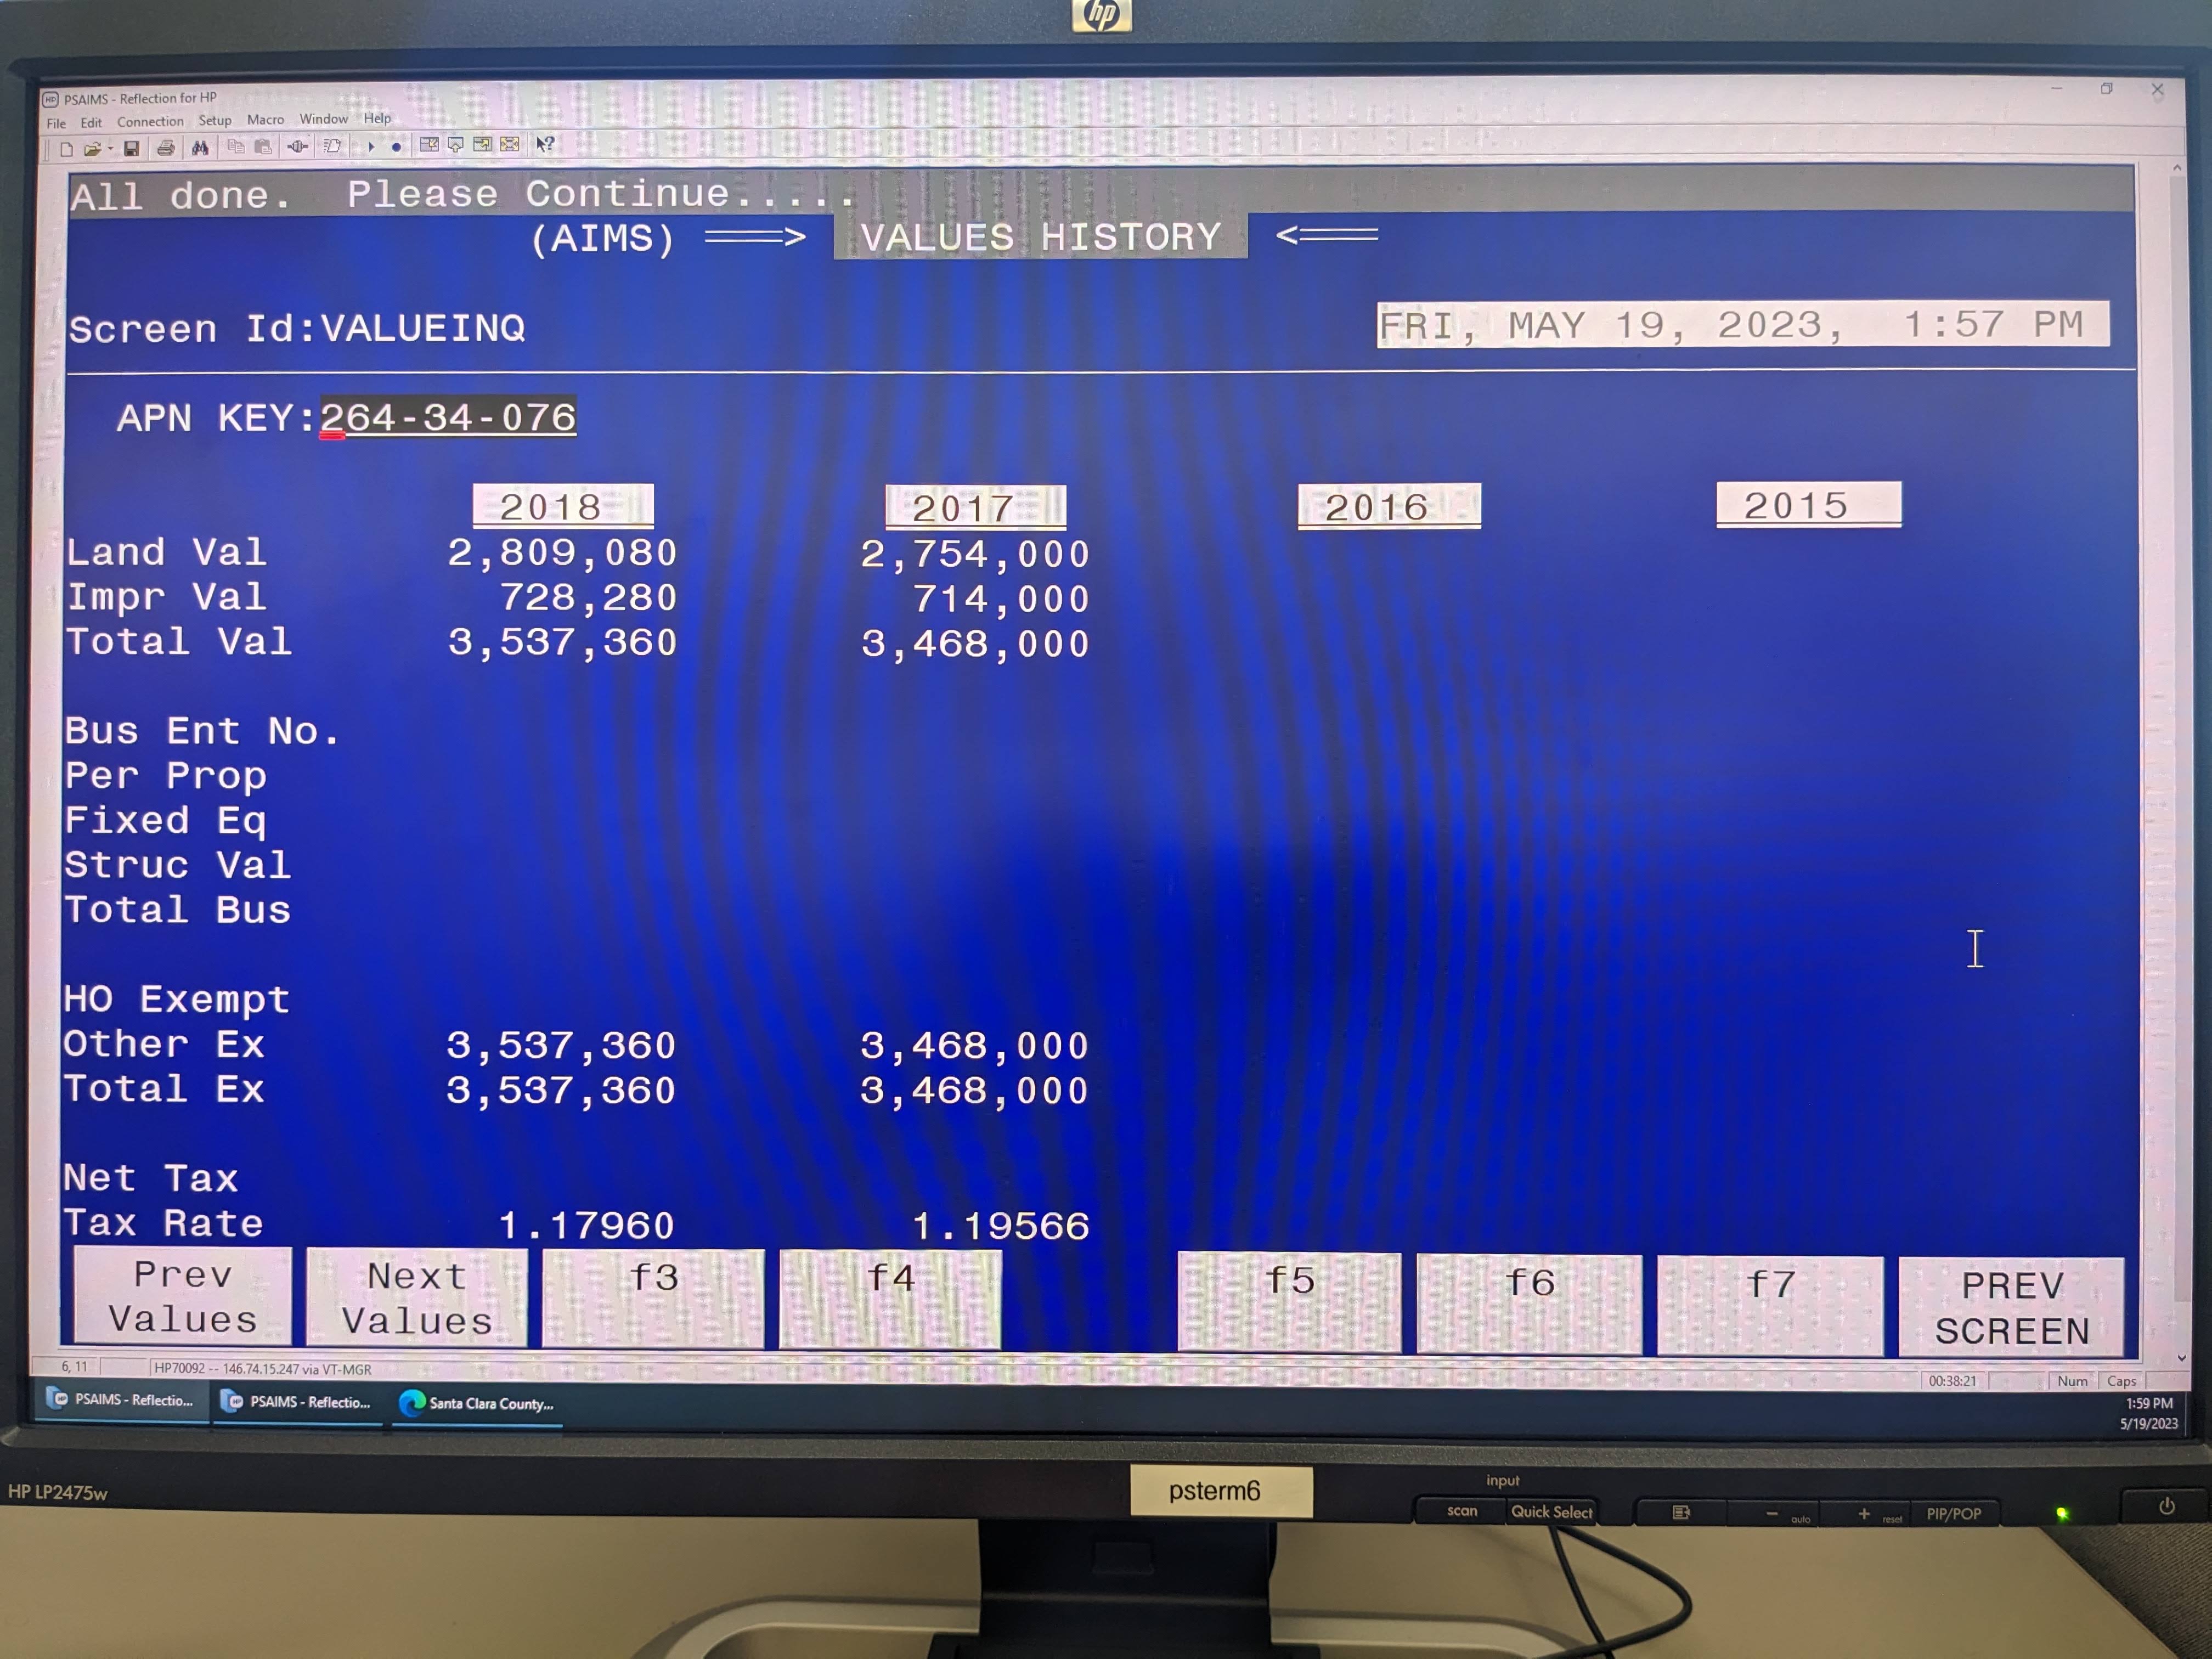 hp
PSAIMS - Reflection for HP
File Edit Connection Setup Macro Window Help
All done. Please Continue.....
(AIMS) ===> VALUES HISTORY <===
Screen Id:VALUEINQ FRI, MAY 19, 2023, 1:57 PM
APN KEY:264-34-076
2018 2017 2016 2015
Land Val 2,809,080 2,754,000
Impr Val 728,280 714,000
Total Val 3,537,360 3,468,000
Bus Ent No.
Per Prop
Fixed Eq
Struc Val
Total Bus
HO Exempt
Other Ex 3,537,360 3,468,000
Total Ex 3,537,360 3,468,000
Net Tax
Tax Rate 1.17960 1.19566
Prev Values Next Values f3 f4 f5 f6 f7 PREV SCREEN
6, 11 HP70092 -- 146.74.15.247 via VT-MGR 00:38:21 Num Caps
PSAIMS - Reflectio... PSAIMS - Reflectio... Santa Clara County... 1:59 PM
5/19/2023
HP LP2475w psterm6 input
scan Quick Select - auto + reset PIP/POP